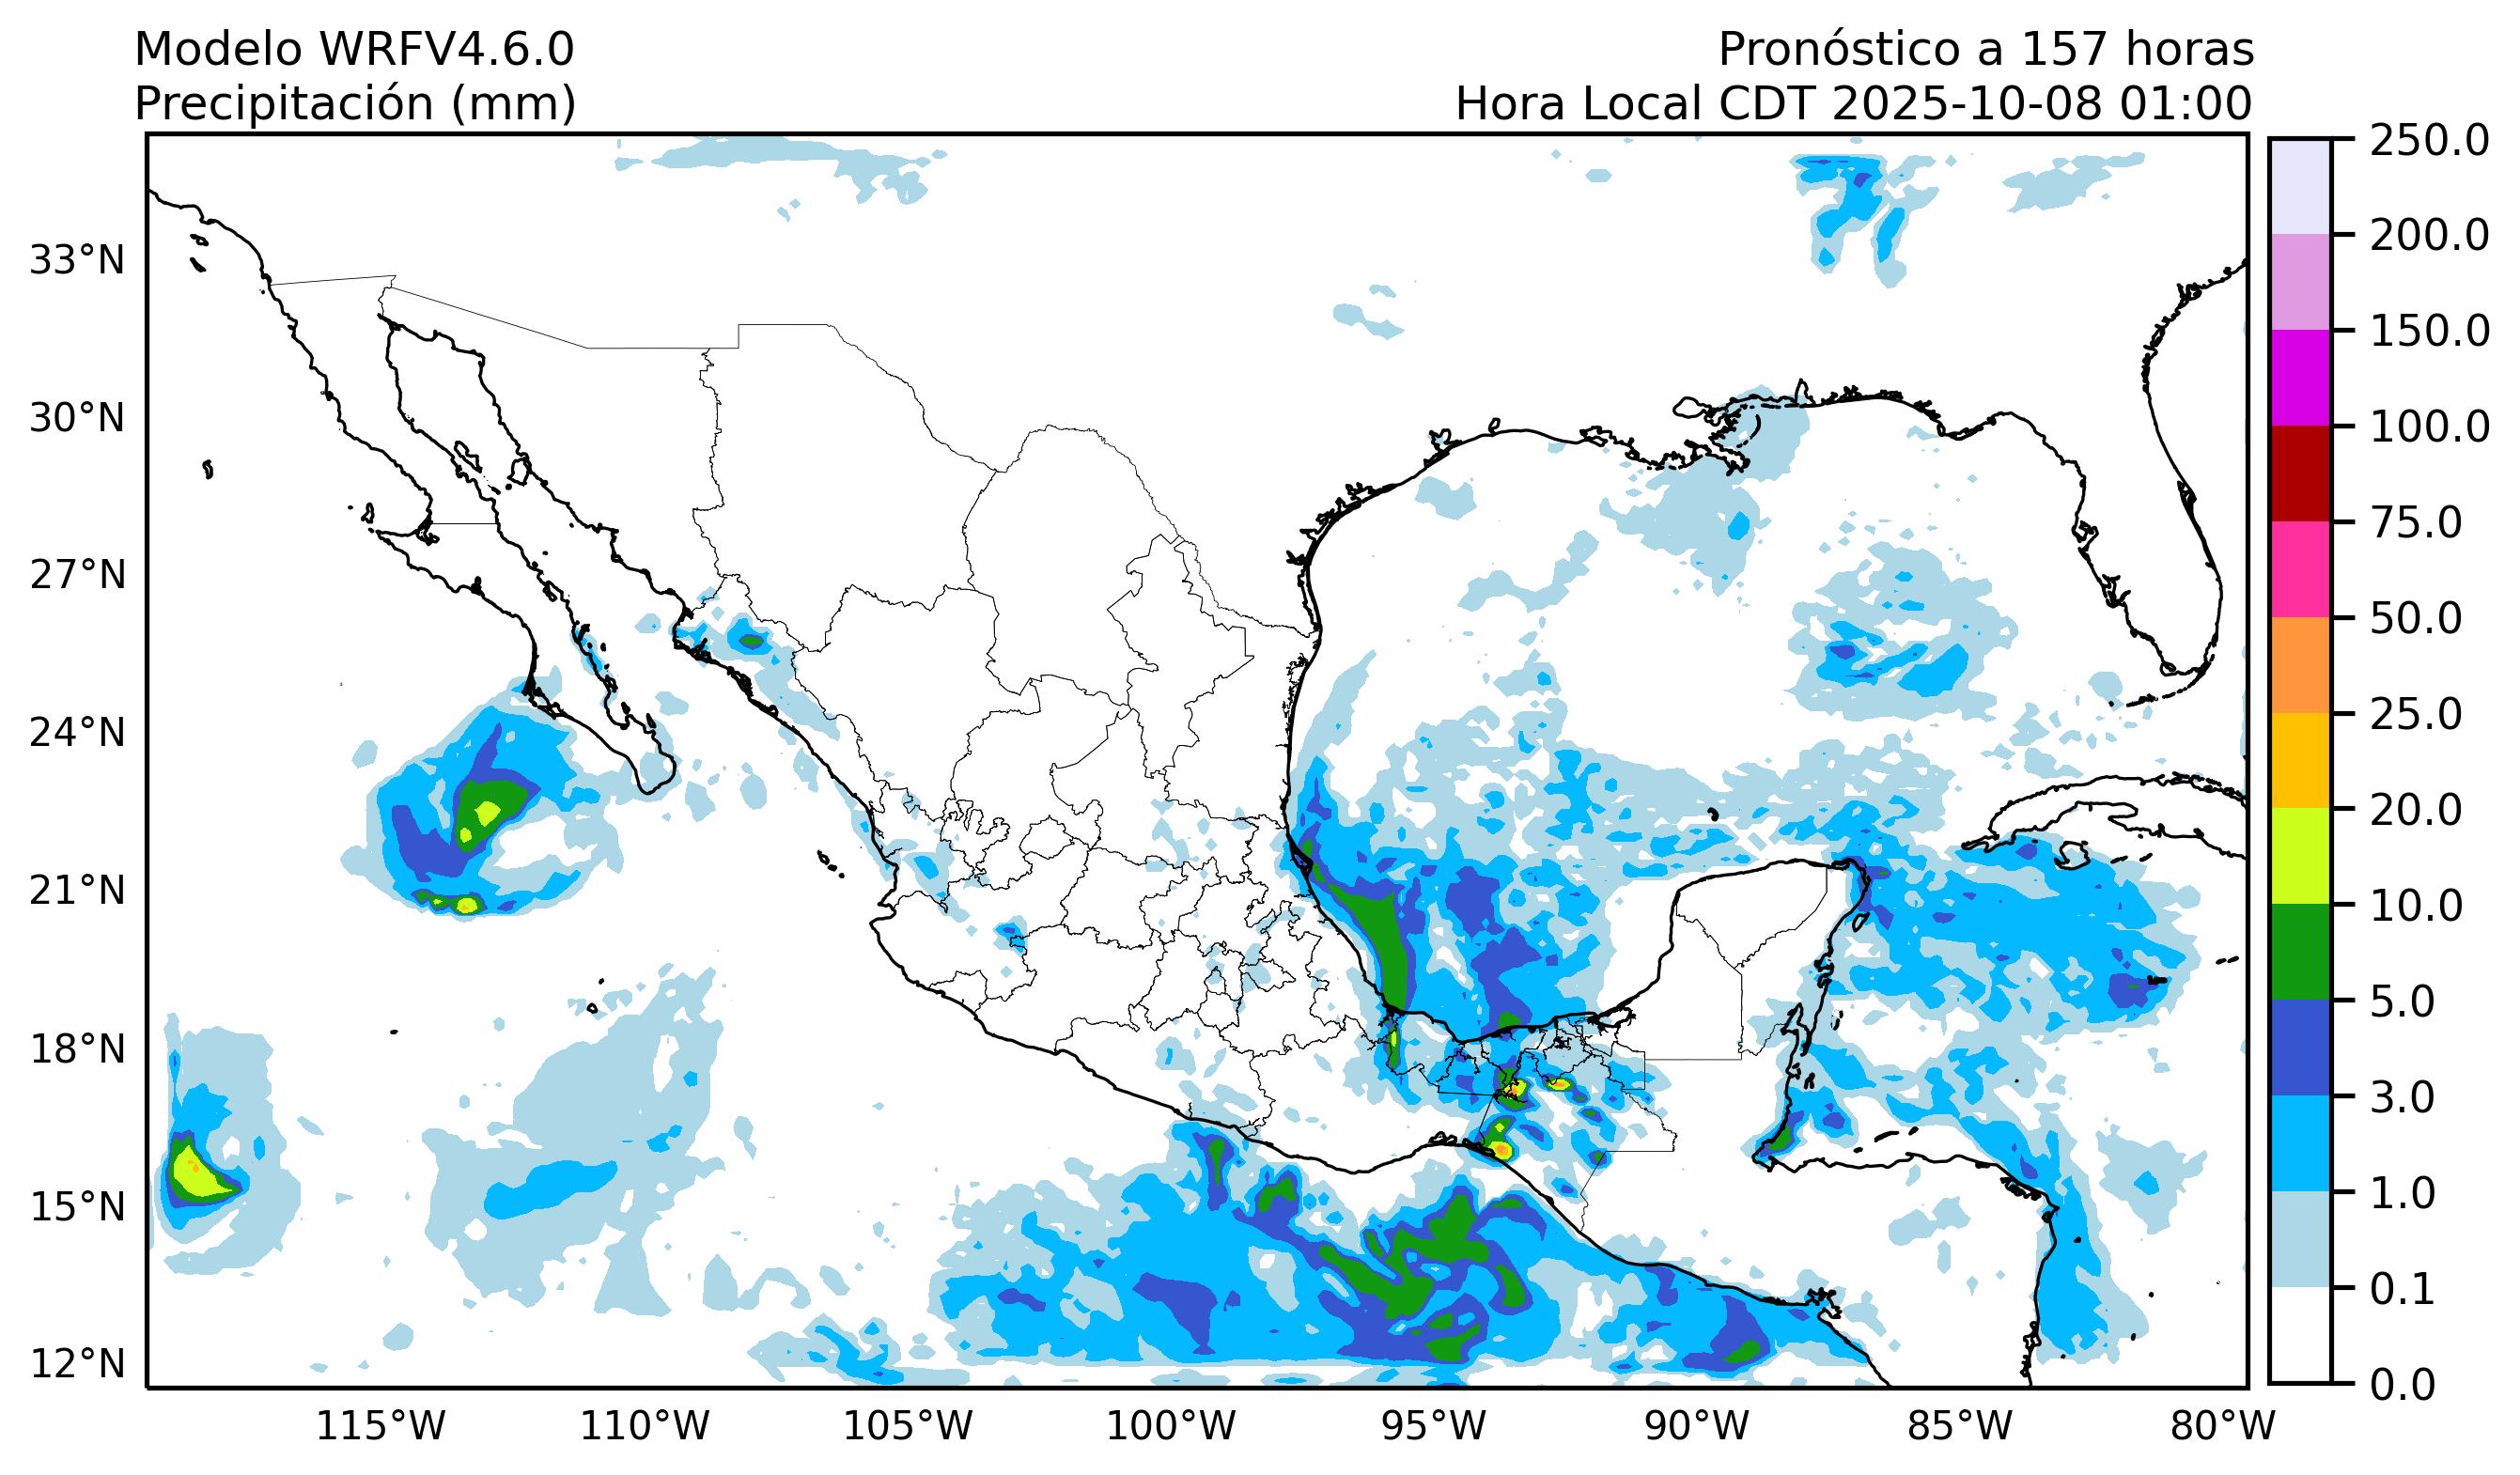 Modelo WRFV4.6.0
Precipitación (mm)
Pronóstico a 157 horas
Hora Local CDT 2025-10-08 01:00
33°N
30°N
27°N
24°N
21°N
18°N
15°N
12°N
115°W
110°W
105°W
100°W
95°W
90°W
85°W
80°W
250.0
200.0
150.0
100.0
75.0
50.0
25.0
20.0
10.0
5.0
3.0
1.0
0.1
0.0